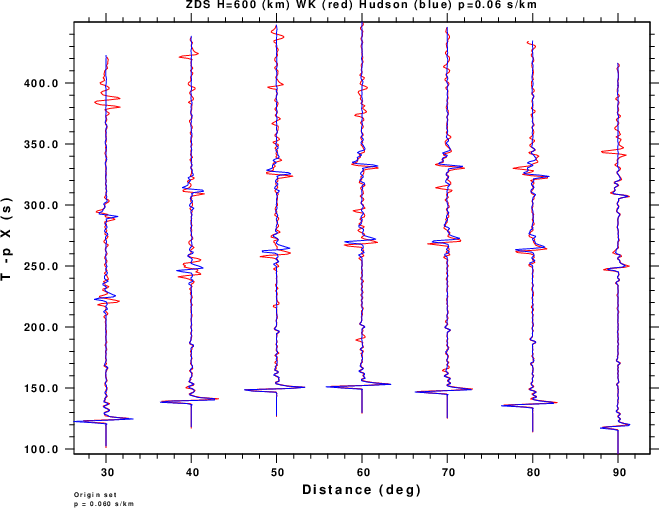 ZDS H=600 (km) WK (red) Hudson (blue) p=0.06 s/km
400.0
350.0
300.0
250.0
200.0
150.0
100.0
T -p X (s)
30 40 50 60 70 80 90
Distance (deg)
Origin set
p = 0.060 s/km